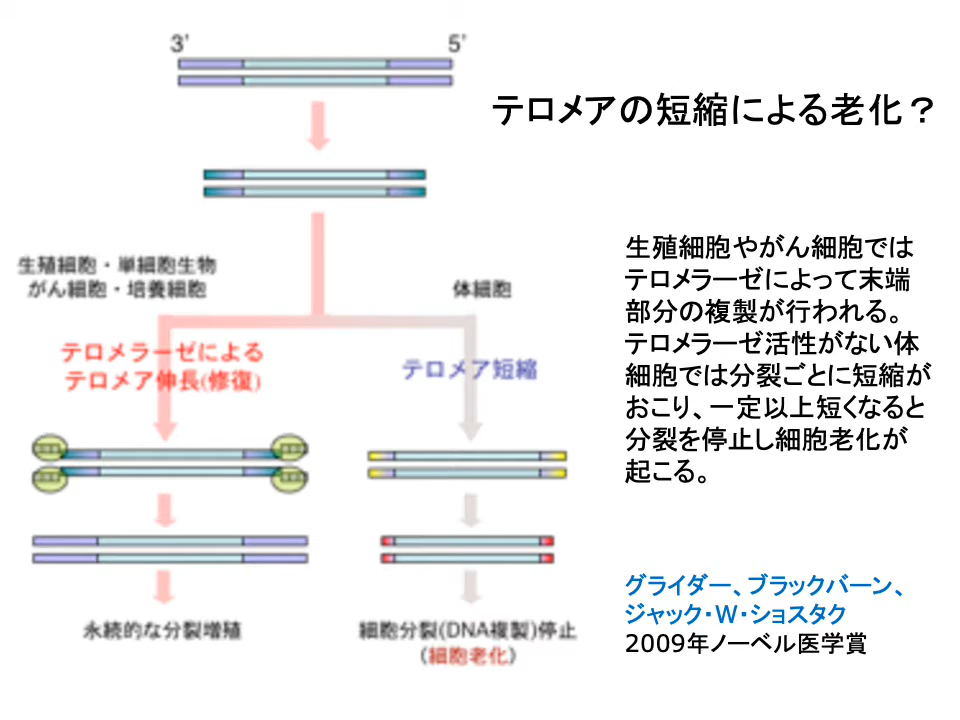 3’ 5’
テロメアの短縮による老化？
生殖細胞・単細胞生物
がん細胞・培養細胞
体細胞
テロメラーゼによる
テロメア伸長(修復)
テロメア短縮
永続的な分裂増殖
細胞分裂(DNA複製)停止
(細胞老化)
生殖細胞やがん細胞では
テロメラーゼによって末端
部分の複製が行われる。
テロメラーゼ活性がない体
細胞では分裂ごとに短縮が
おこり、一定以上短くなると
分裂を停止し細胞老化が
起こる。
グライダー、ブラックバーン、
ジャック・W・ショスタク
2009年ノーベル医学賞